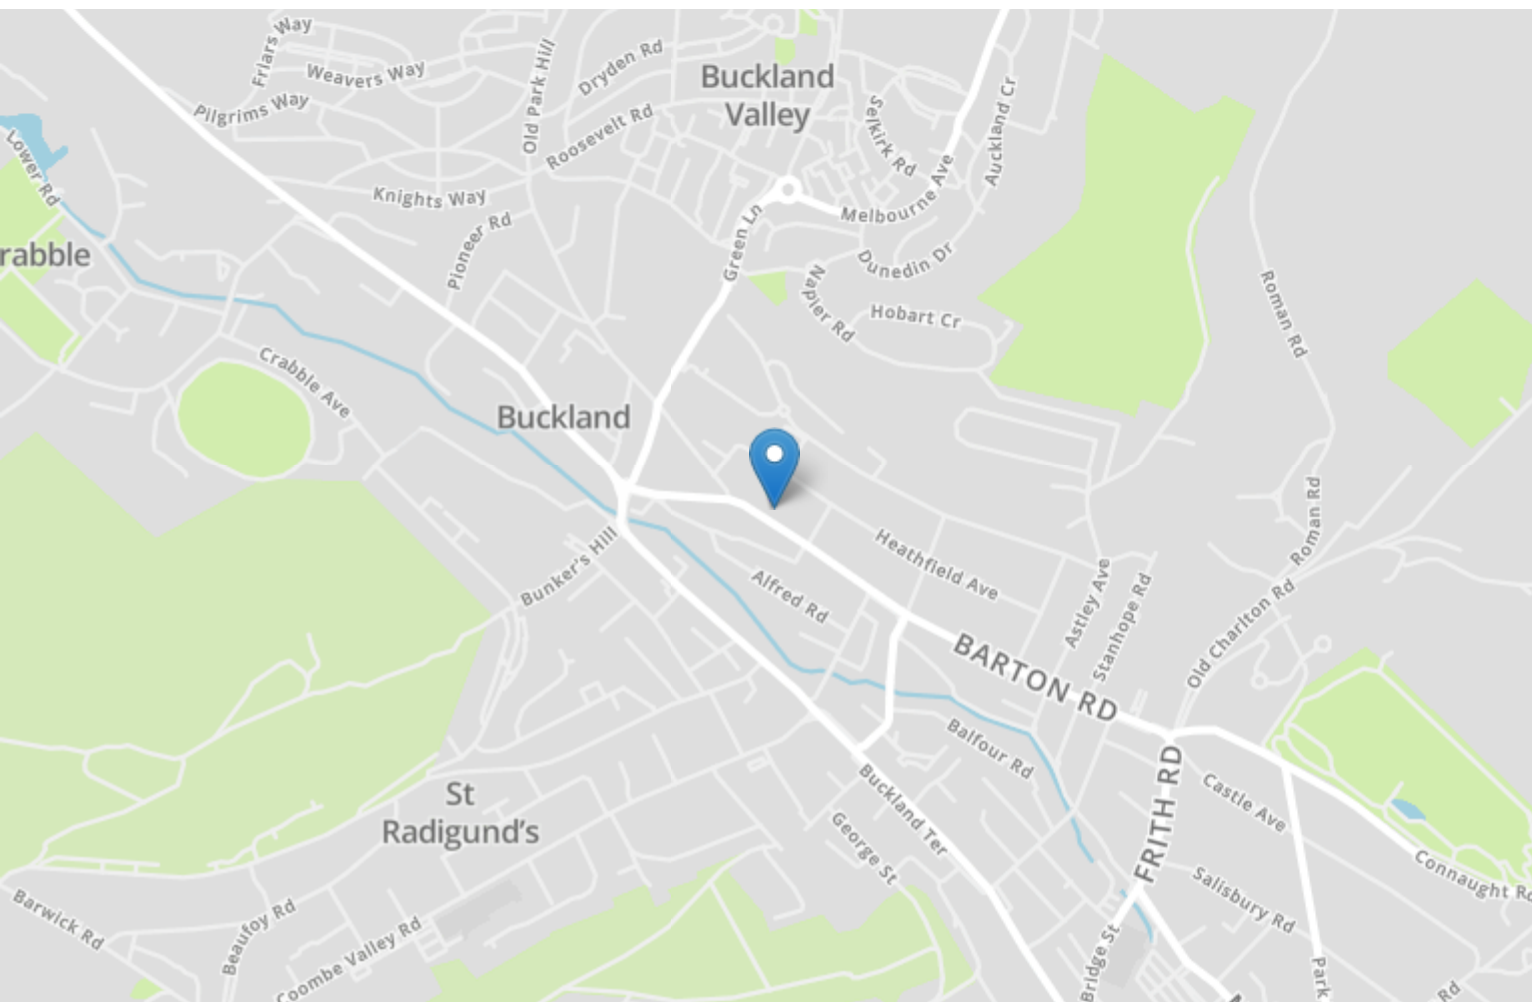 Friars Way
Weavers Way
Pilgrims Way
Old Park Hill
Dryden Rd
Roosevelt Rd
Buckland
Valley
Selkirk Rd
Auckland Cr
Melbourne Ave
Lower Rd
Knights Way
Pioneer Rd
Green Ln
Dunedin Dr
rabble
Napier Rd
Hobart Cr
Roman Rd
Crabble Ave
Buckland
Roman Rd
Heathfield Ave
Bunker's Hill
Alfred Rd
Astley Ave
Stanhope Rd
Old Charlton Rd
BARTON RD
Balfour Rd
FRITH RD
St
Radigund's
Buckland Ter
George St
Castle Ave
Connaught Rd
Salisbury Rd
Barwick Rd
Beaufoy Rd
Coombe Valley Rd
Bridge St
Park
Rd